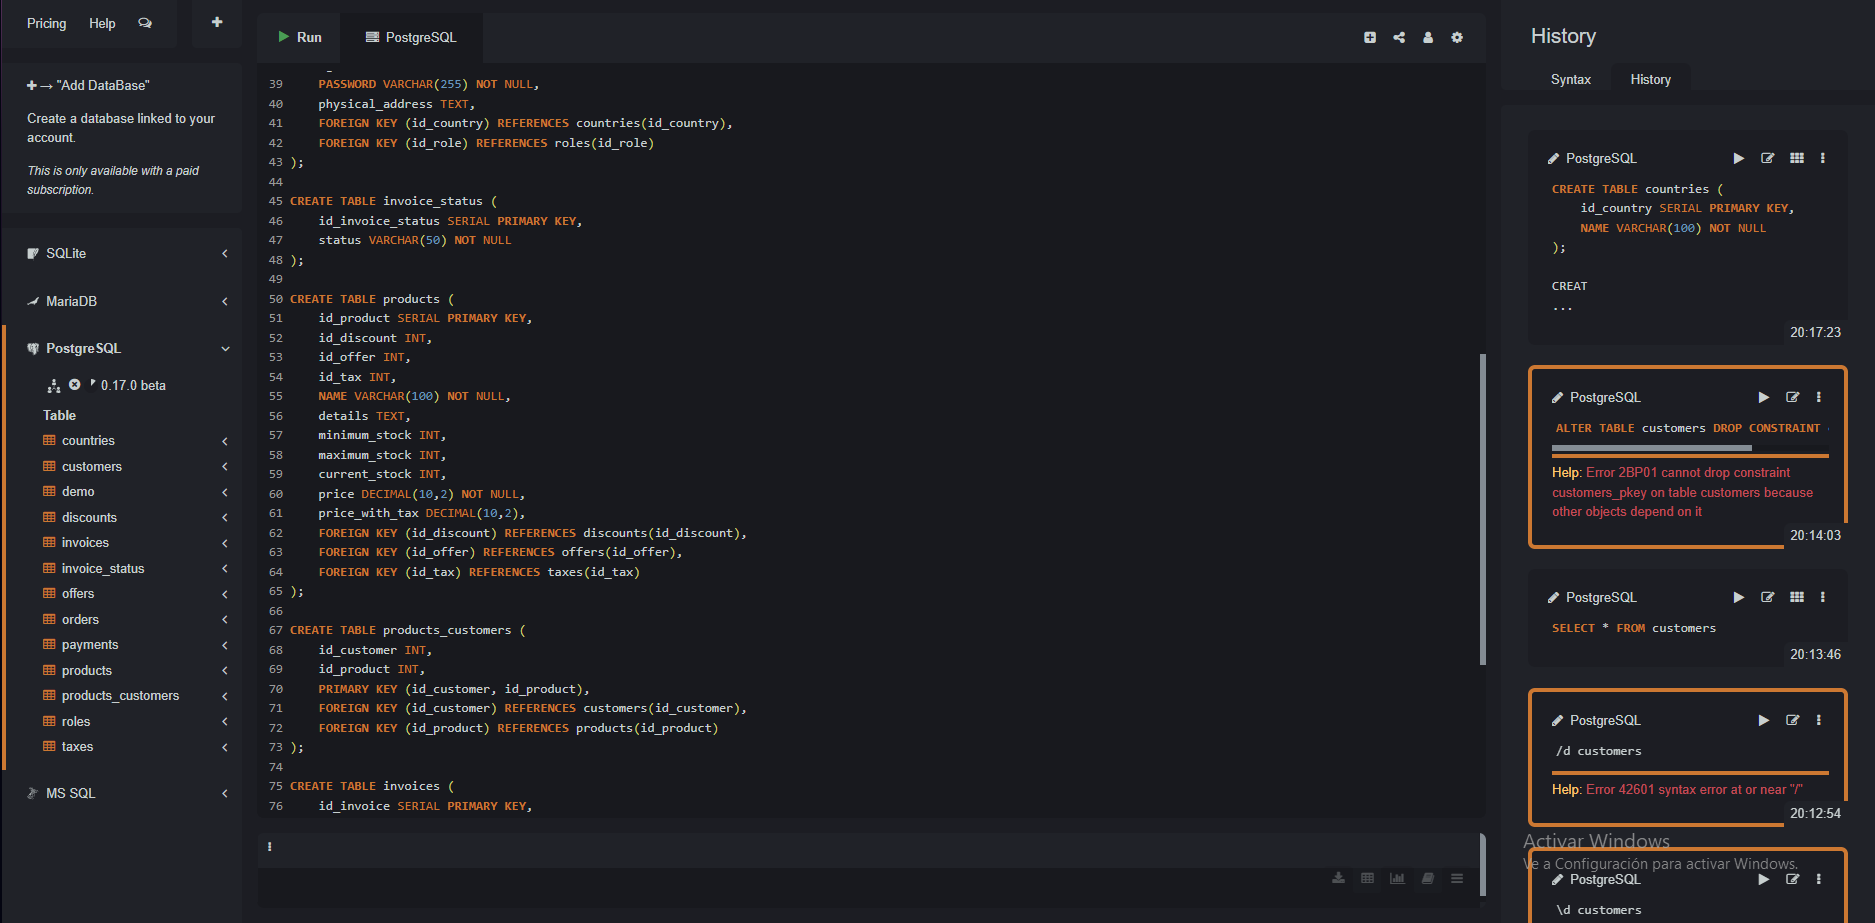 Pricing
Help
Run
PostgreSQL
"Add DataBase"
Create a database linked to your
account.
This is only available with a paid
subscription.
SQLite
MariaDB
PostgreSQL
0.17.0 beta
Table
countries
customers
demo
discounts
invoices
invoice_status
offers
orders
payments
products
products_customers
roles
taxes
MS SQL
39 PASSWORD VARCHAR(255) NOT NULL,
40 physical_address TEXT,
41 FOREIGN KEY (id_country) REFERENCES countries(id_country),
42 FOREIGN KEY (id_role) REFERENCES roles(id_role)
43 );
44
45 CREATE TABLE invoice_status (
46 id_invoice_status SERIAL PRIMARY KEY,
47 status VARCHAR(50) NOT NULL
48 );
49
50 CREATE TABLE products (
51 id_product SERIAL PRIMARY KEY,
52 id_discount INT,
53 id_offer INT,
54 id_tax INT,
55 NAME VARCHAR(100) NOT NULL,
56 details TEXT,
57 minimum_stock INT,
58 maximum_stock INT,
59 current_stock INT,
60 price DECIMAL(10,2) NOT NULL,
61 price_with_tax DECIMAL(10,2),
62 FOREIGN KEY (id_discount) REFERENCES discounts(id_discount),
63 FOREIGN KEY (id_offer) REFERENCES offers(id_offer),
64 FOREIGN KEY (id_tax) REFERENCES taxes(id_tax)
65 );
66
67 CREATE TABLE products_customers (
68 id_customer INT,
69 id_product INT,
70 PRIMARY KEY (id_customer, id_product),
71 FOREIGN KEY (id_customer) REFERENCES customers(id_customer),
72 FOREIGN KEY (id_product) REFERENCES products(id_product)
73 );
74
75 CREATE TABLE invoices (
76 id_invoice SERIAL PRIMARY KEY,
History
Syntax
History
PostgreSQL
CREATE TABLE countries (
id_country SERIAL PRIMARY KEY,
NAME VARCHAR(100) NOT NULL
);
CREAT
...
20:17:23
PostgreSQL
ALTER TABLE customers DROP CONSTRAINT
Help: Error 2BP01 cannot drop constraint
customers_pkey on table customers because
other objects depend on it
20:14:03
PostgreSQL
SELECT * FROM customers
20:13:46
PostgreSQL
/d customers
Help: Error 42601 syntax error at or near "/"
20:12:54
Activar Windows
Ve a Configuración para activar Windows.
PostgreSQL
\d customers